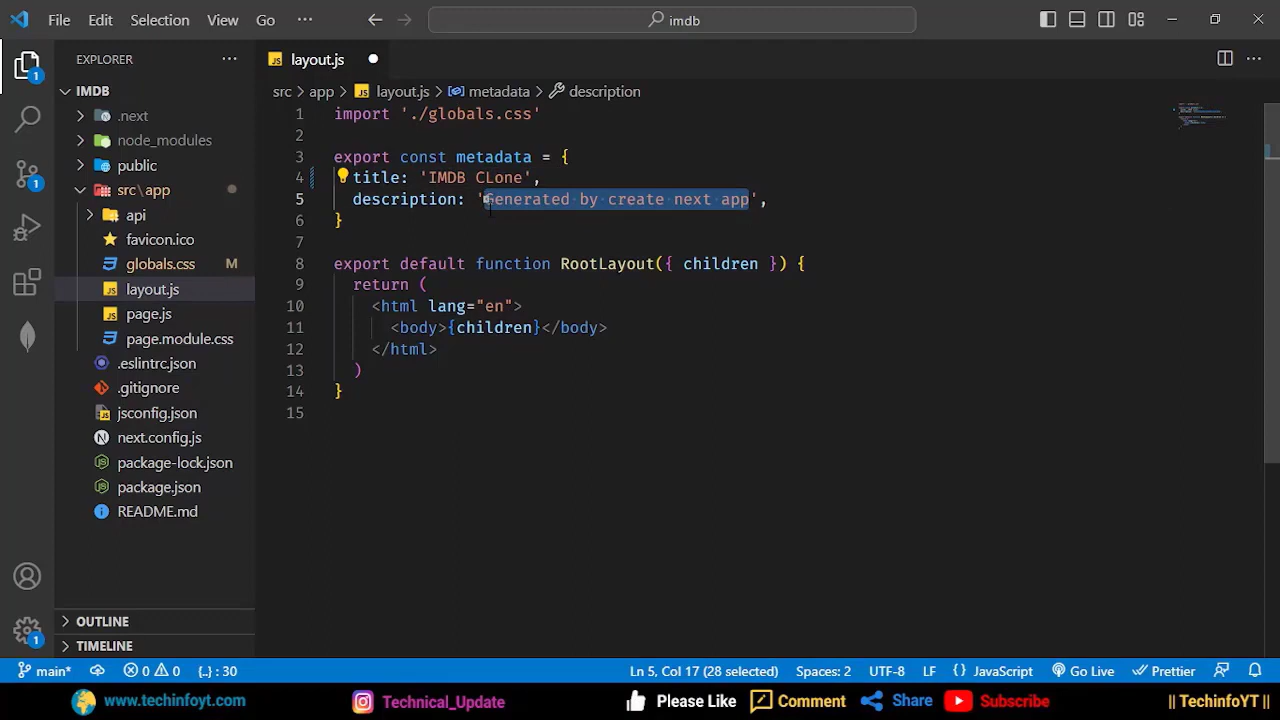 File Edit Selection View Go ··· imdb
EXPLORER ···
layout.js
IMDB
src > app > layout.js > metadata > description
.next
node_modules
public
src\app
api
favicon.ico
globals.css M
layout.js
page.js
page.module.css
.eslintrc.json
.gitignore
jsconfig.json
next.config.js
package-lock.json
package.json
README.md
OUTLINE
TIMELINE
1
1
1
1 import './globals.css'
2
3 export const metadata = {
4 title: 'IMDB CLone',
5 description: 'Generated by create next app',
6 }
7
8 export default function RootLayout({ children }) {
9 return (
10 <html lang="en">
11 <body>{children}</body>
12 </html>
13 )
14 }
15
main* 0 0 {..} : 30 Ln 5, Col 17 (28 selected) Spaces: 2 UTF-8 LF {} JavaScript Go Live Prettier
www.techinfoyt.com Technical_Update Please Like Comment Share Subscribe || TechinfoYT ||